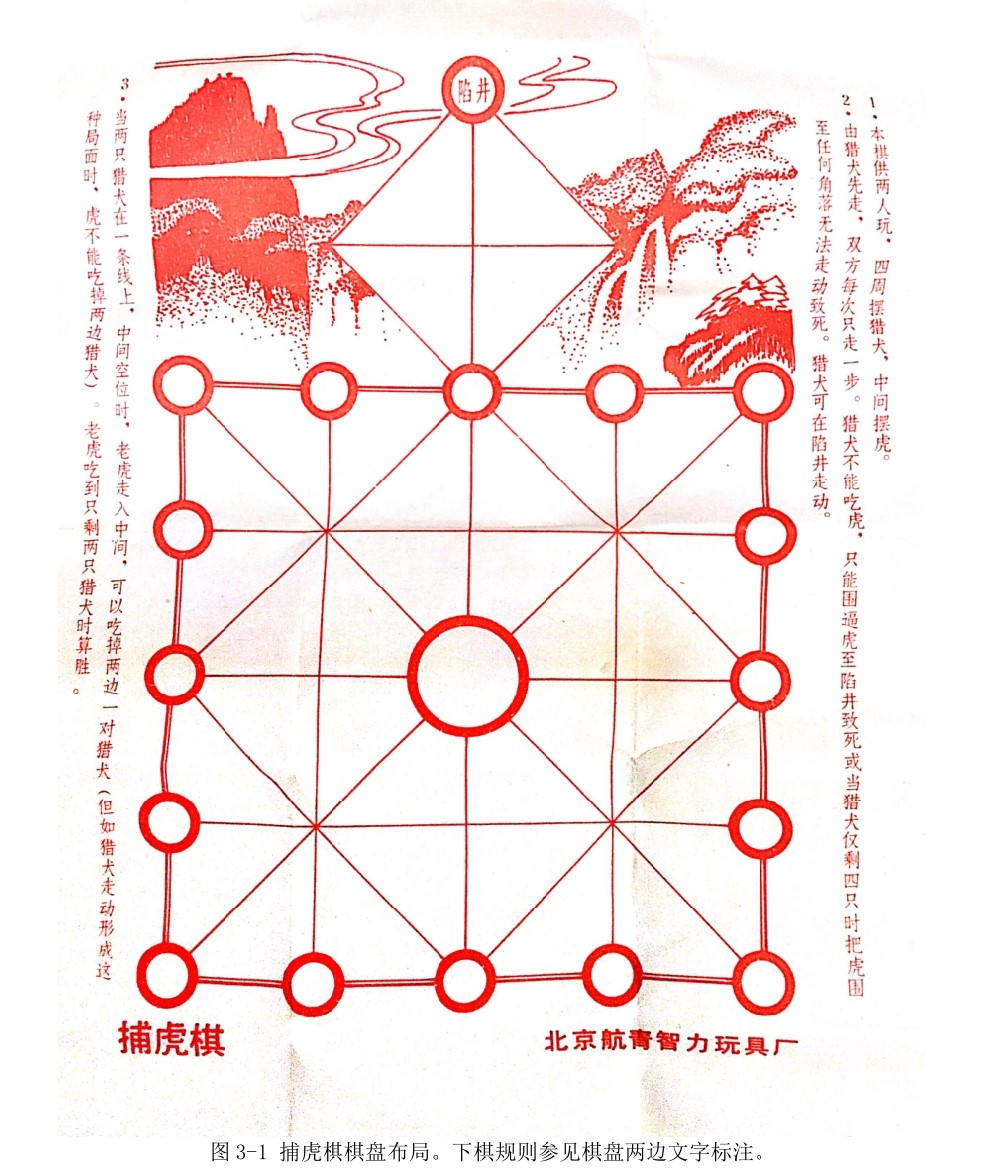 陷井
1.本棋供两人玩，四周摆猎犬，中间摆虎。
2.由猎犬先走，双方每次只走一步。猎犬不能吃虎，只能围逼虎至陷井致死或当猎犬仅剩四只时把虎围
至任何角落无法走动致死。猎犬可在陷井走动。
3.当两只猎犬在一条线上，中间空位时，老虎走入中间，可以吃掉两边一对猎犬（但如猎犬走动形成这
种局面时，虎不能吃掉两边猎犬）。老虎吃到只剩两只猎犬时算胜。
捕虎棋
北京航青智力玩具厂
图 3-1 捕虎棋棋盘布局。下棋规则参见棋盘两边文字标注。